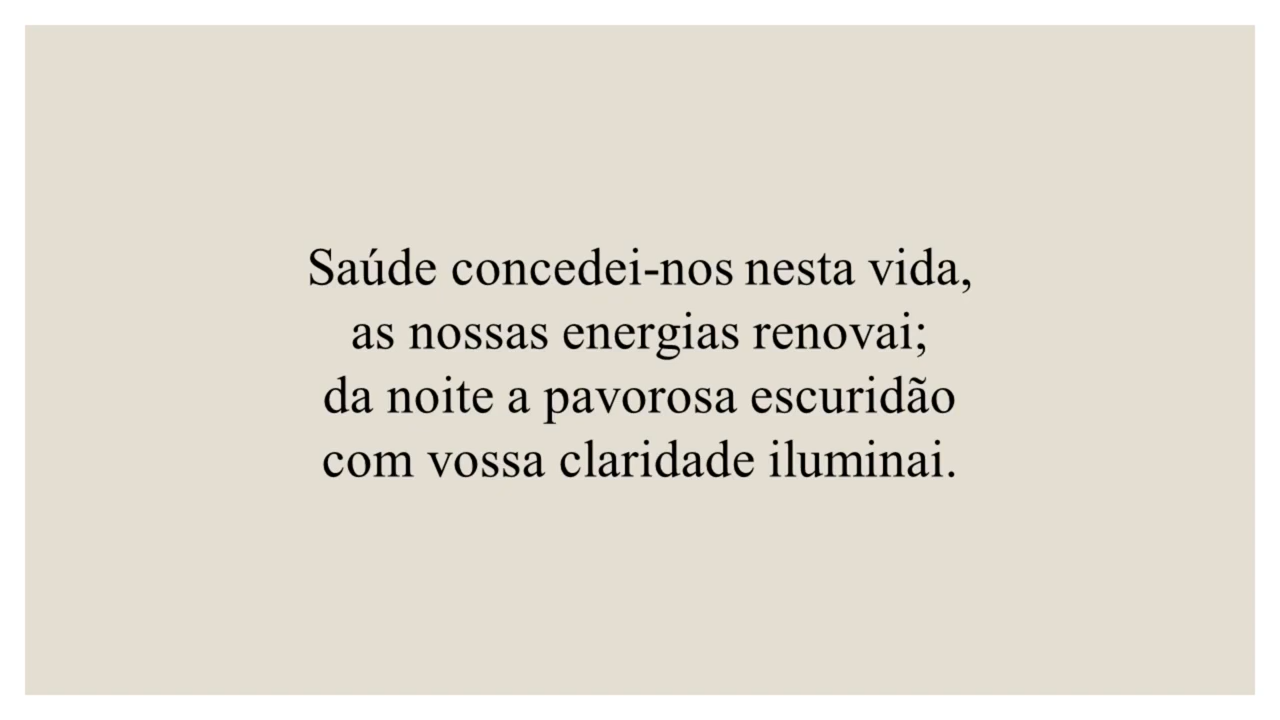 Saúde concedei-nos nesta vida,
as nossas energias renovai;
da noite a pavorosa escuridão
com vossa claridade iluminai.